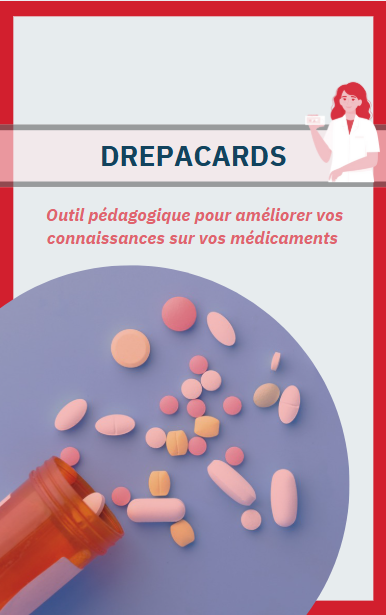 DREPACARDS
Outil pédagogique pour améliorer vos
connaissances sur vos médicaments